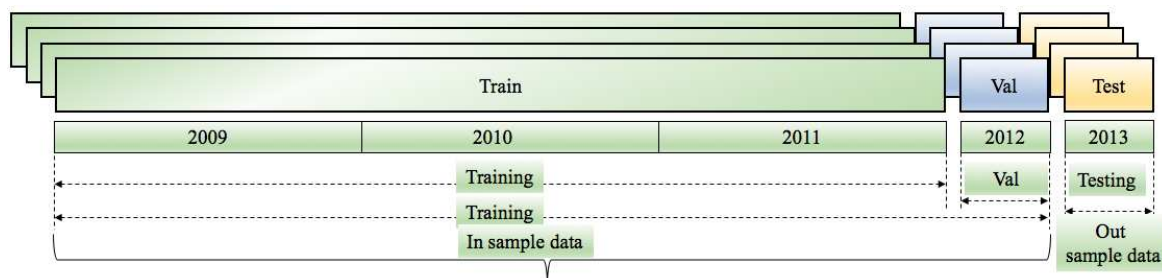 Train Val Test
2009 2010 2011 2012 2013
Training Val Testing
Training
In sample data
Out
sample data